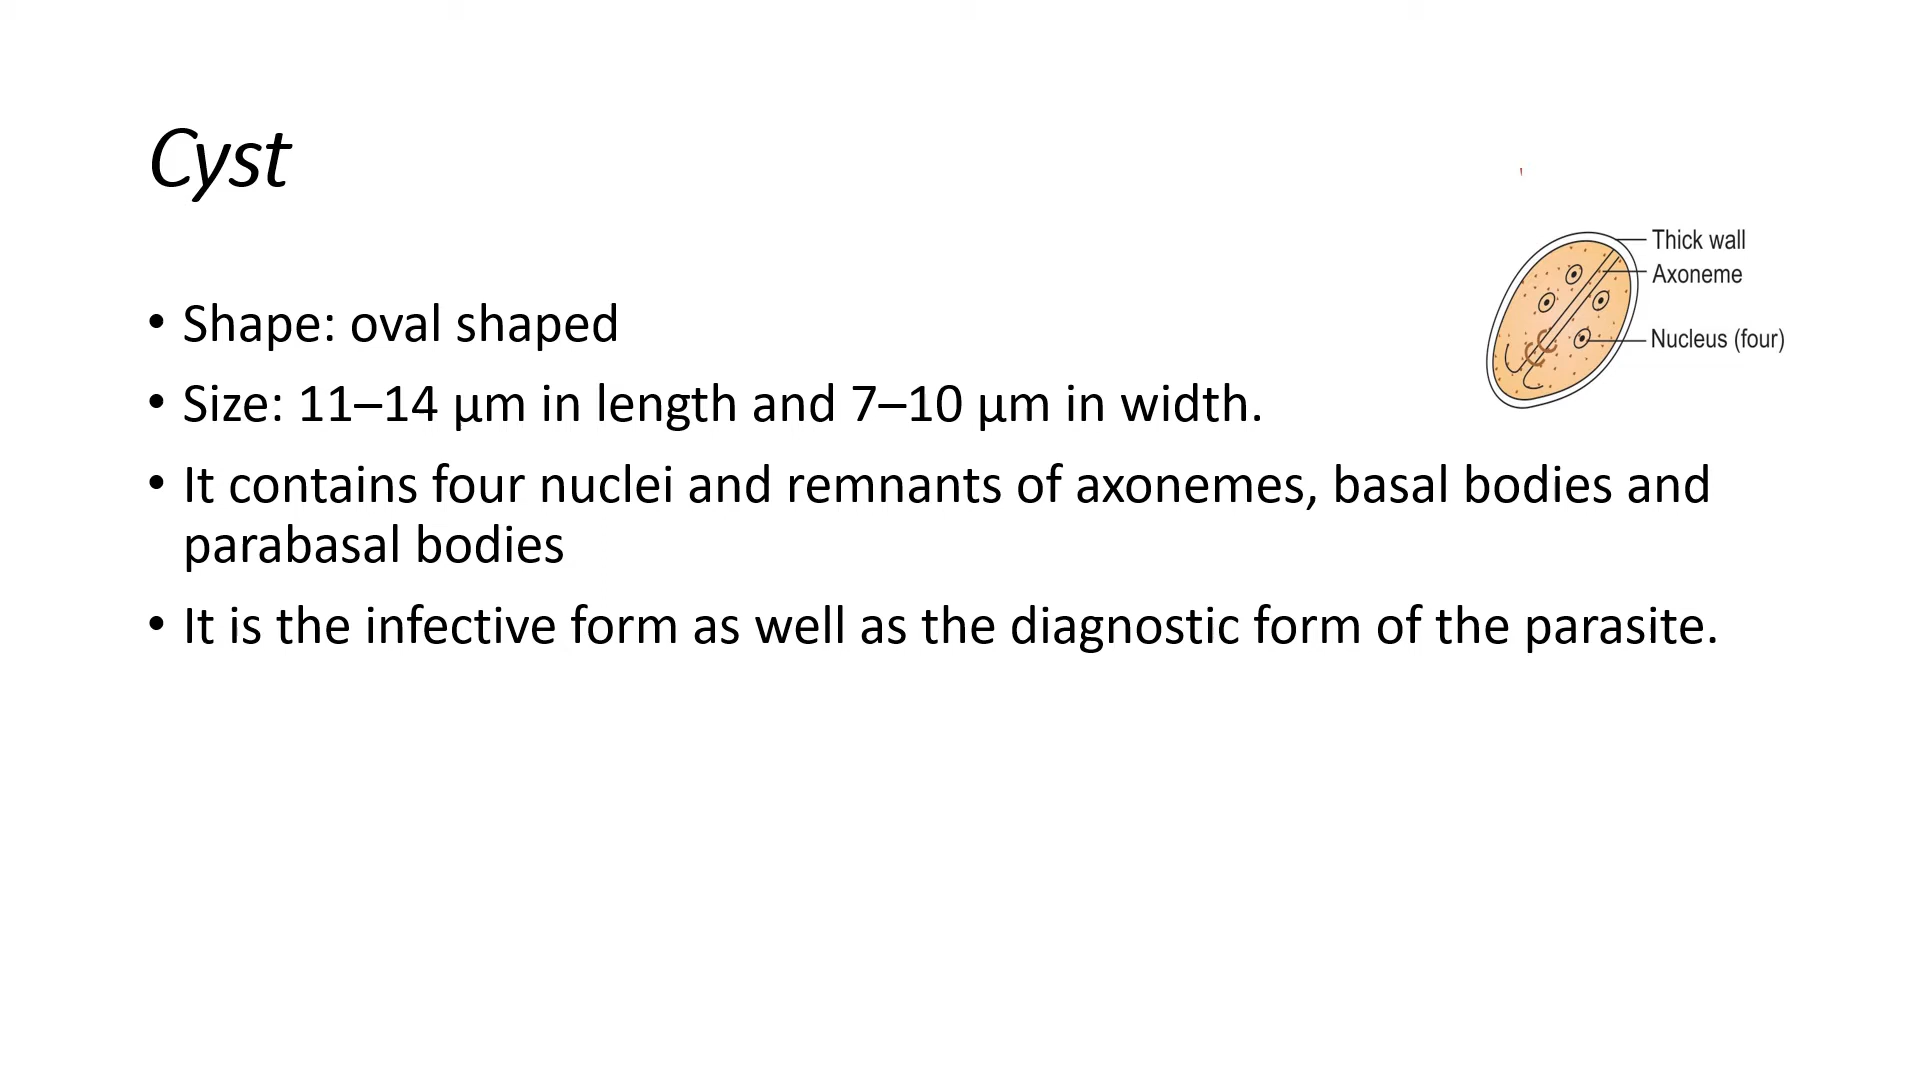 Cyst
Thick wall
Axoneme
Nucleus (four)
• Shape: oval shaped
• Size: 11–14 μm in length and 7–10 μm in width.
• It contains four nuclei and remnants of axonemes, basal bodies and
parabasal bodies
• It is the infective form as well as the diagnostic form of the parasite.